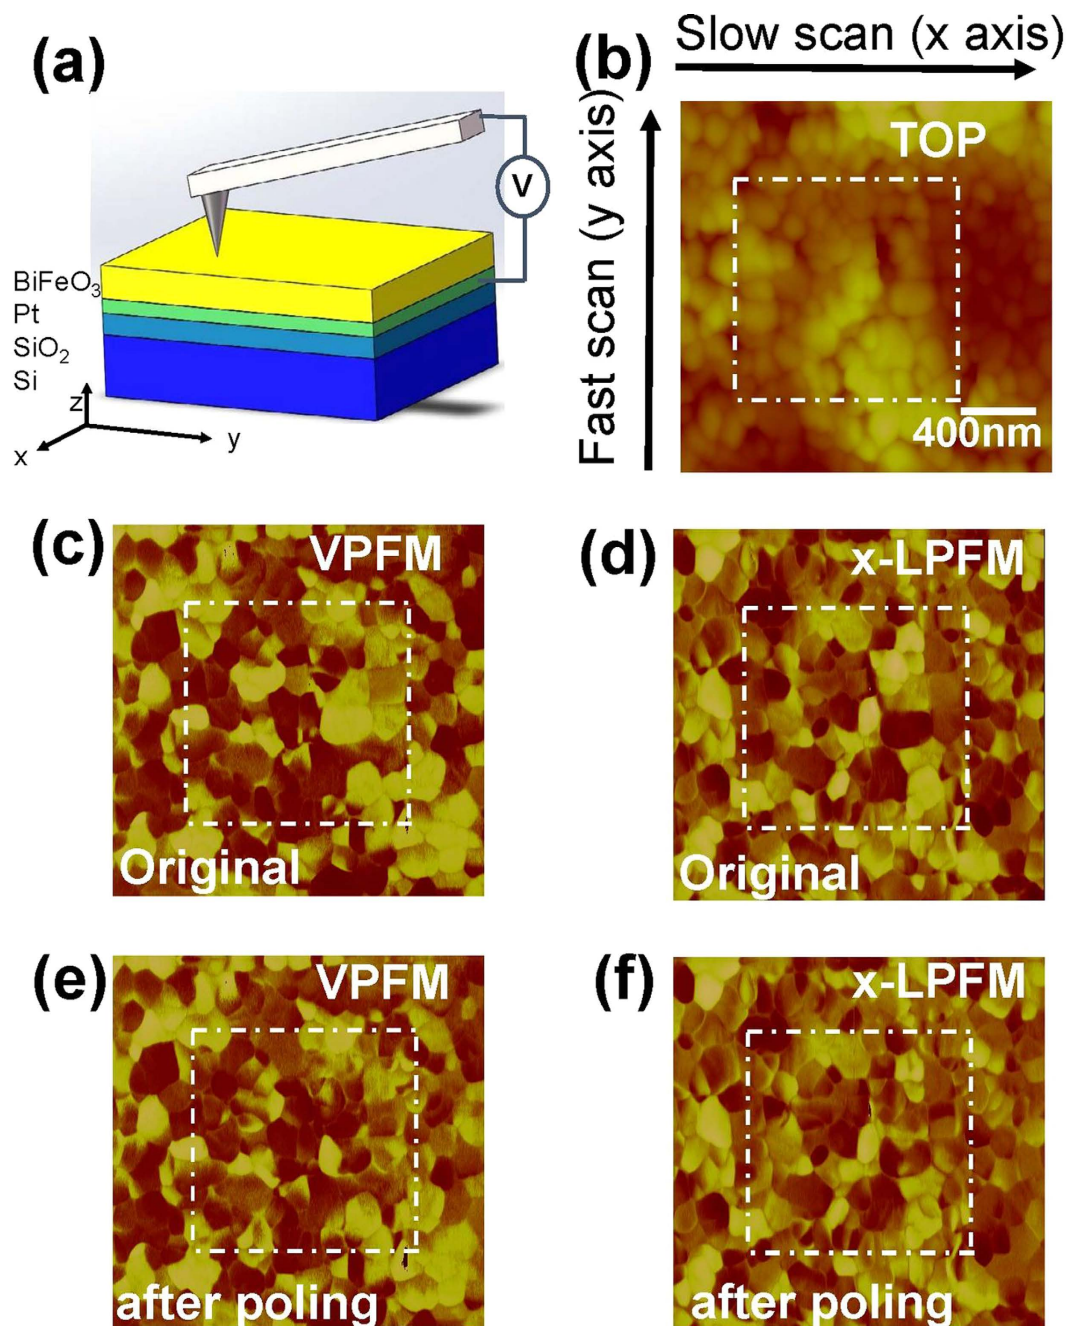 (a)
V
BiFeO3
Pt
SiO2
Si
z
x
y
(b)
Slow scan (x axis)
Fast scan (y axis)
TOP
400nm
(c)
VPFM
Original
(d)
x-LPFM
Original
(e)
VPFM
after poling
(f)
x-LPFM
after poling